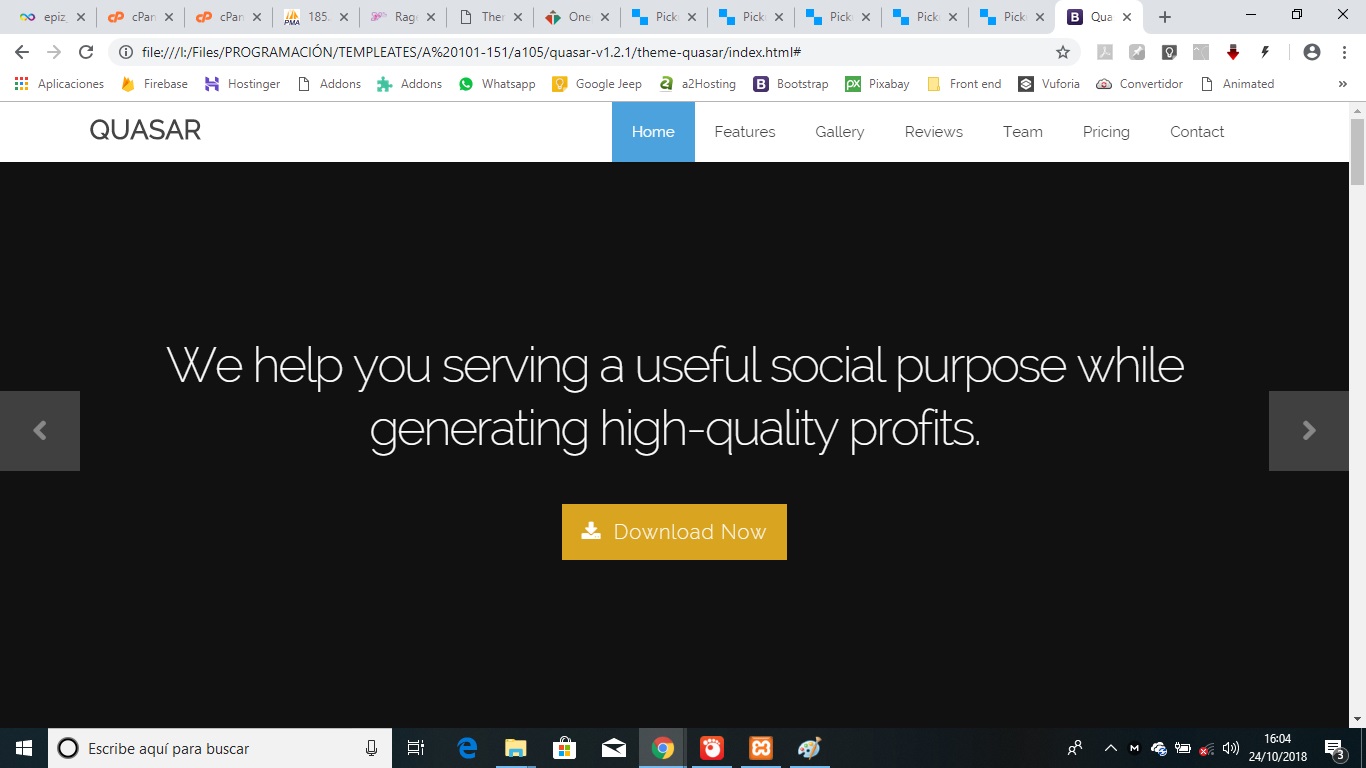 epiz
cPan
cPan
185.
Rag
Ther
One
Pick
Pick
Pick
Pick
Pick
Qua
file:///I:/Files/PROGRAMACIÓN/TEMPLEATES/A%20101-151/a105/quasar-v1.2.1/theme-quasar/index.html#
Aplicaciones Firebase Hostinger Addons Addons Whatsapp Google Jeep a2Hosting Bootstrap Pixabay Front end Vuforia Convertidor Animated »
QUASAR Home Features Gallery Reviews Team Pricing Contact
We help you serving a useful social purpose while
generating high-quality profits.
Download Now
Escribe aquí para buscar
16:04
24/10/2018
3